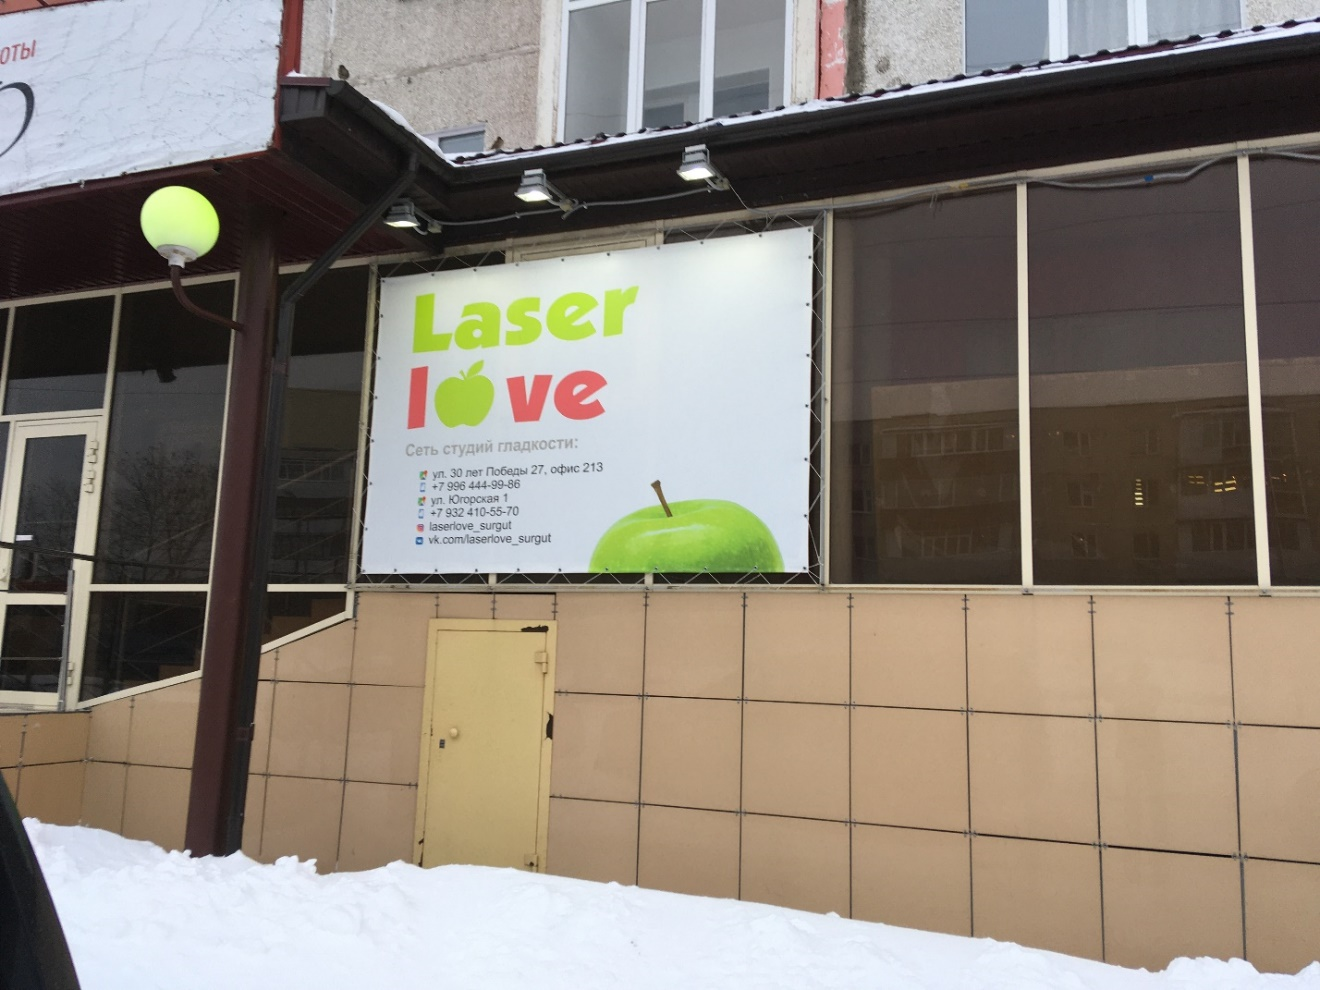 Laser
love
Сеть студий гладкости:
ул. 30 лет Победы 27, офис 213
+7 996 444-99-86
ул. Югорская 1
+7 932 410-55-70
laserlove_surgut
vk.com/laserlove_surgut